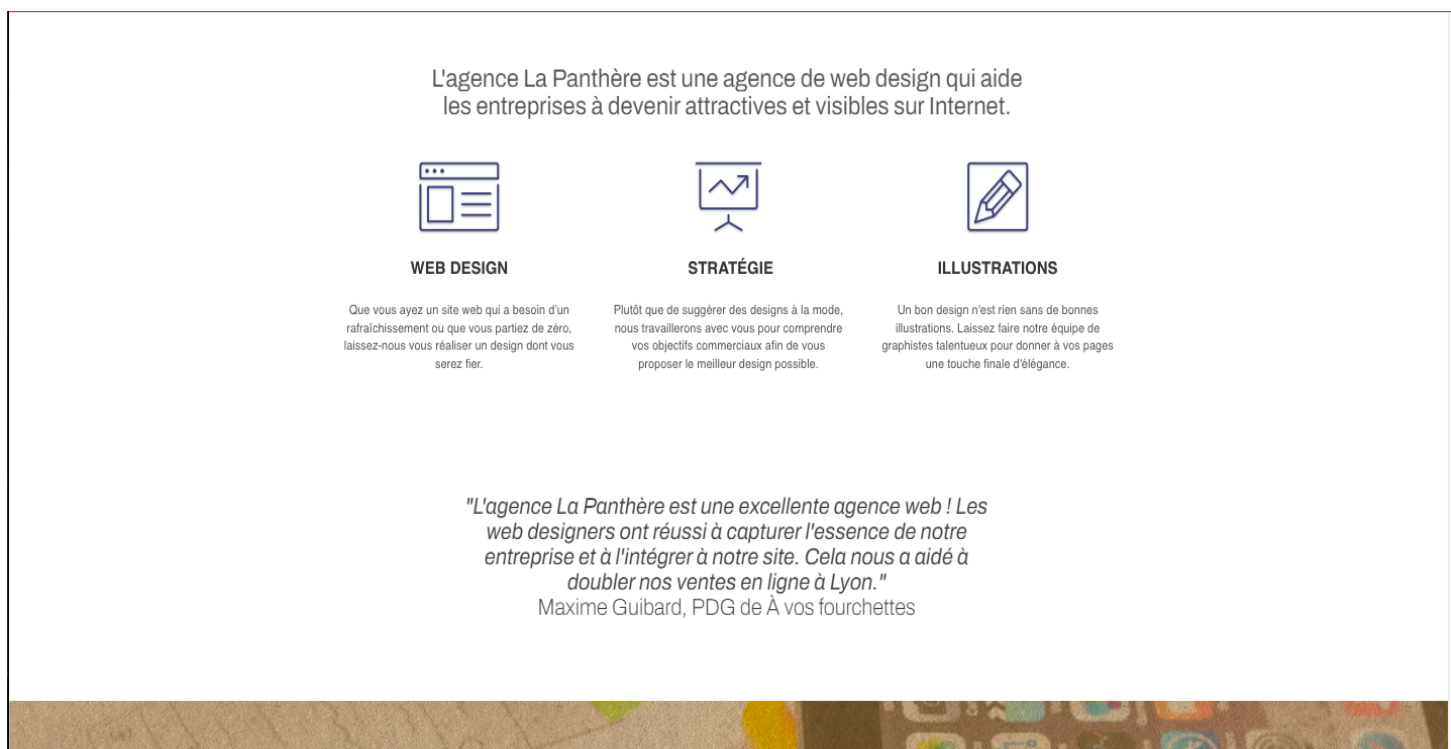 L'agence La Panthère est une agence de web design qui aide
les entreprises à devenir attractives et visibles sur Internet.
WEB DESIGN
Que vous ayez un site web qui a besoin d'un
rafraîchissement ou que vous partiez de zéro,
laissez-nous vous réaliser un design dont vous
serez fier.
STRATÉGIE
Plutôt que de suggérer des designs à la mode,
nous travaillerons avec vous pour comprendre
vos objectifs commerciaux afin de vous
proposer le meilleur design possible.
ILLUSTRATIONS
Un bon design n'est rien sans de bonnes
illustrations. Laissez faire notre équipe de
graphistes talentueux pour donner à vos pages
une touche finale d'élégance.
"L'agence La Panthère est une excellente agence web ! Les
web designers ont réussi à capturer l'essence de notre
entreprise et à l'intégrer à notre site. Cela nous a aidé à
doubler nos ventes en ligne à Lyon."
Maxime Guibard, PDG de À vos fourchettes